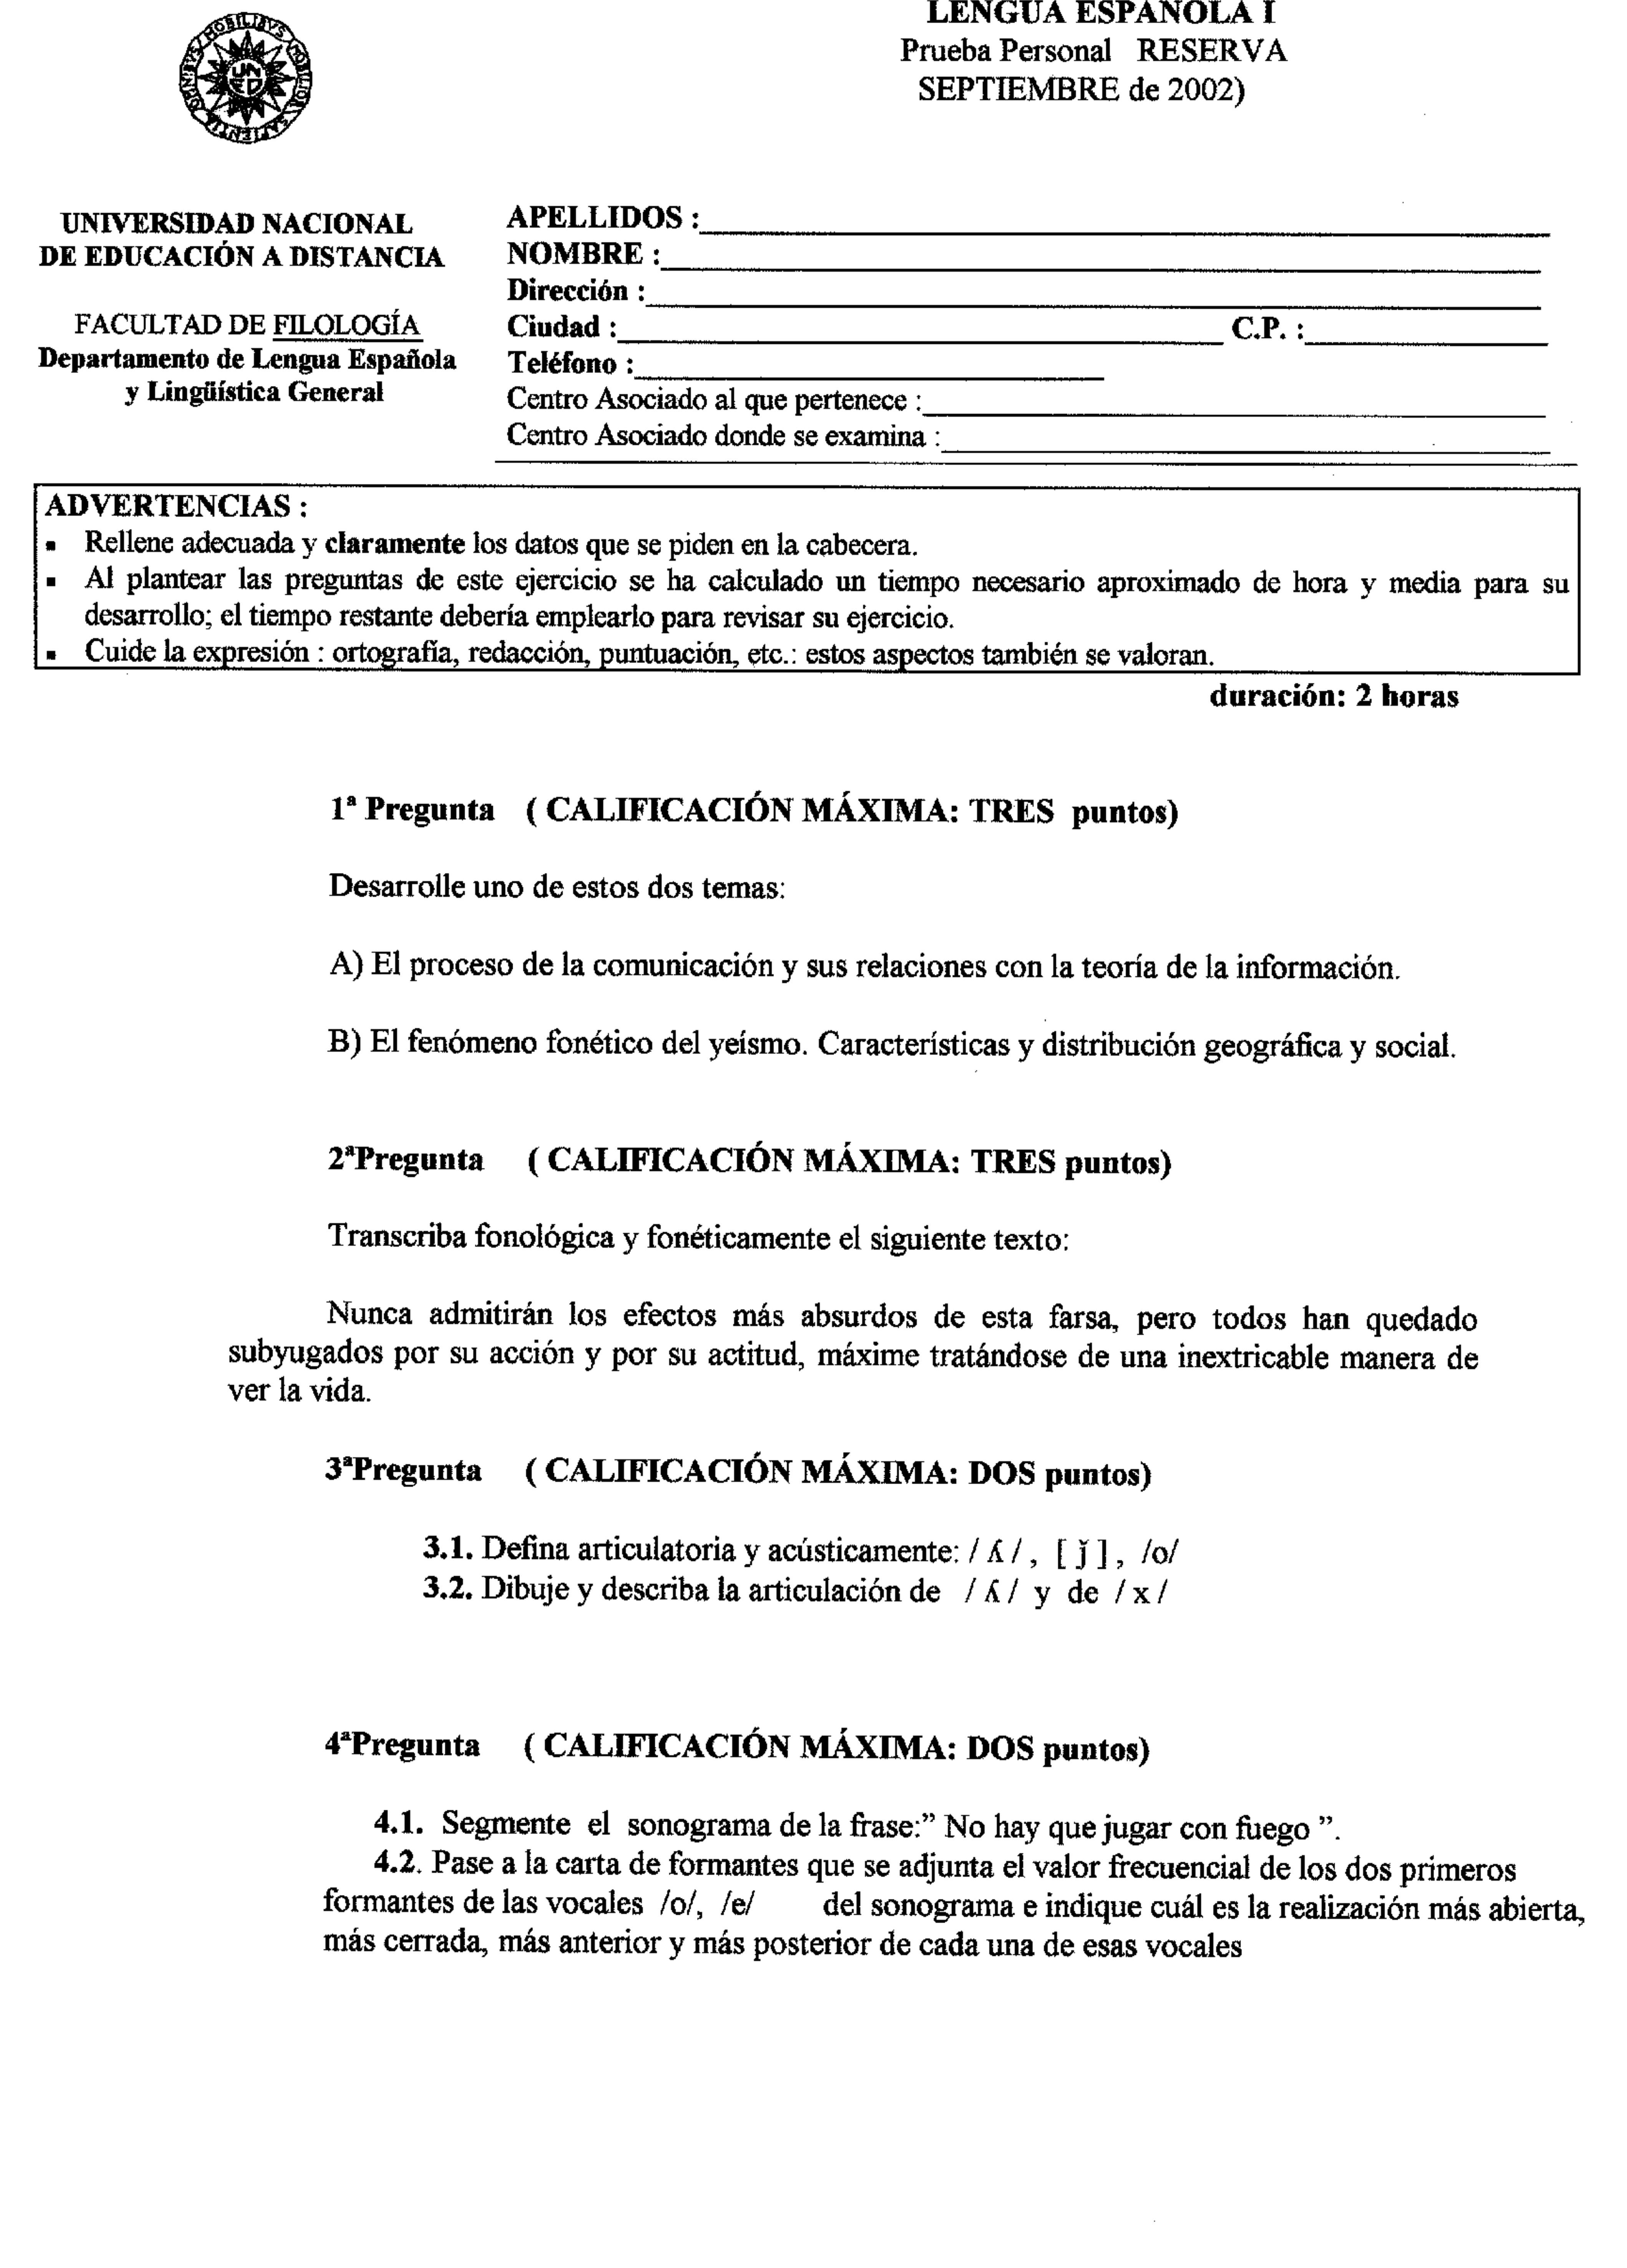 LENGUA ESPAÑOLA I
Prueba Personal RESERVA
SEPTIEMBRE de 2002)
UN
ED
UNIVERSIDAD NACIONAL
DE EDUCACIÓN A DISTANCIA
FACULTAD DE FILOLOGÍA
Departamento de Lengua Española
y Lingüística General
APELLIDOS :
NOMBRE :
Dirección :
Ciudad : C.P. :
Teléfono :
Centro Asociado al que pertenece :
Centro Asociado donde se examina :
ADVERTENCIAS :
▪ Rellene adecuada y claramente los datos que se piden en la cabecera.
▪ Al plantear las preguntas de este ejercicio se ha calculado un tiempo necesario aproximado de hora y media para su
desarrollo; el tiempo restante debería emplearlo para revisar su ejercicio.
▪ Cuide la expresión : ortografía, redacción, puntuación, etc.: estos aspectos también se valoran.
duración: 2 horas
1ª Pregunta ( CALIFICACIÓN MÁXIMA: TRES puntos)
Desarrolle uno de estos dos temas:
A) El proceso de la comunicación y sus relaciones con la teoría de la información.
B) El fenómeno fonético del yeísmo. Características y distribución geográfica y social.
2ªPregunta ( CALIFICACIÓN MÁXIMA: TRES puntos)
Transcriba fonológica y fonéticamente el siguiente texto:
Nunca admitirán los efectos más absurdos de esta farsa, pero todos han quedado
subyugados por su acción y por su actitud, máxime tratándose de una inextricable manera de
ver la vida.
3ªPregunta ( CALIFICACIÓN MÁXIMA: DOS puntos)
3.1. Defina articulatoria y acústicamente: / ʎ / , [ ǰ ] , /o/
3.2. Dibuje y describa la articulación de / ʎ / y de / x /
4ªPregunta ( CALIFICACIÓN MÁXIMA: DOS puntos)
4.1. Segmente el sonograma de la frase:” No hay que jugar con fuego ”.
4.2. Pase a la carta de formantes que se adjunta el valor frecuencial de los dos primeros
formantes de las vocales /o/, /e/ del sonograma e indique cuál es la realización más abierta,
más cerrada, más anterior y más posterior de cada una de esas vocales